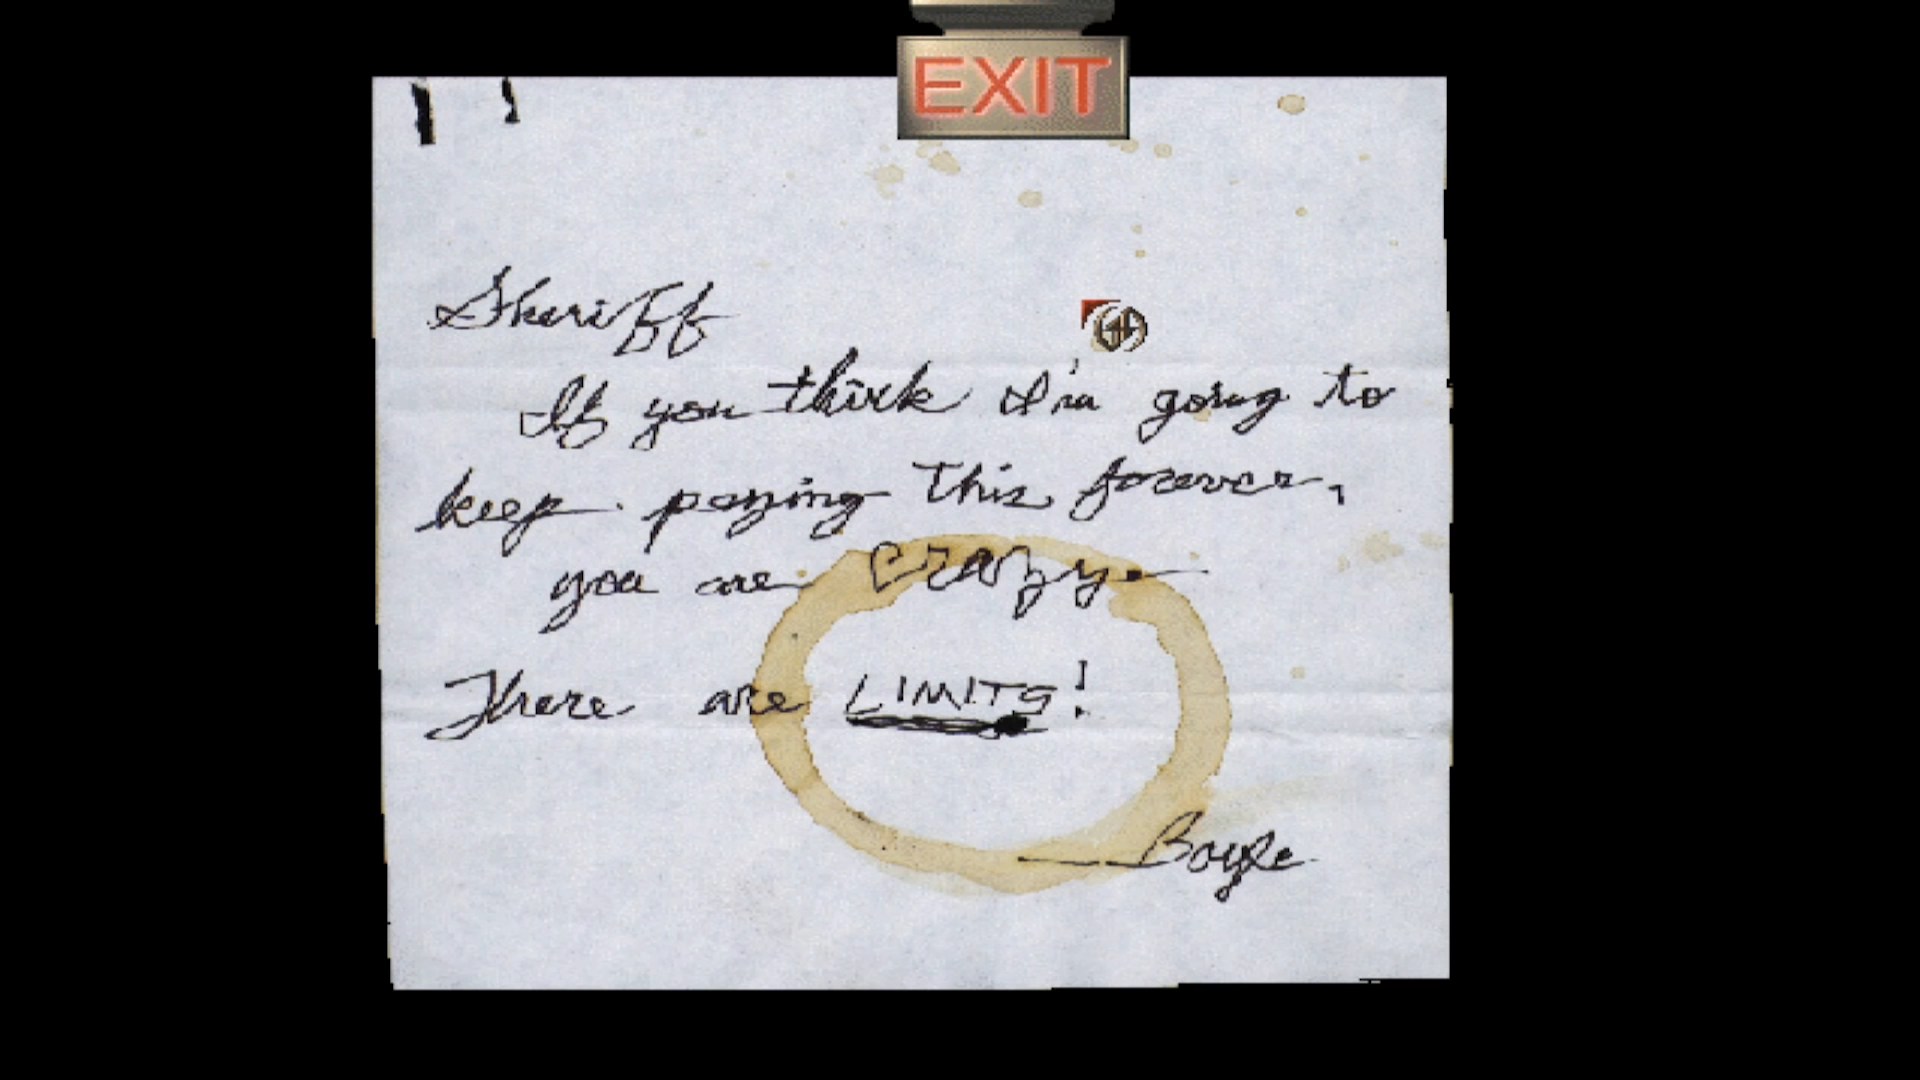 EXIT
Sheriff
If you think I'm going to
keep paying this forever,
you are crazy.
There are LIMITS!
—Boyle